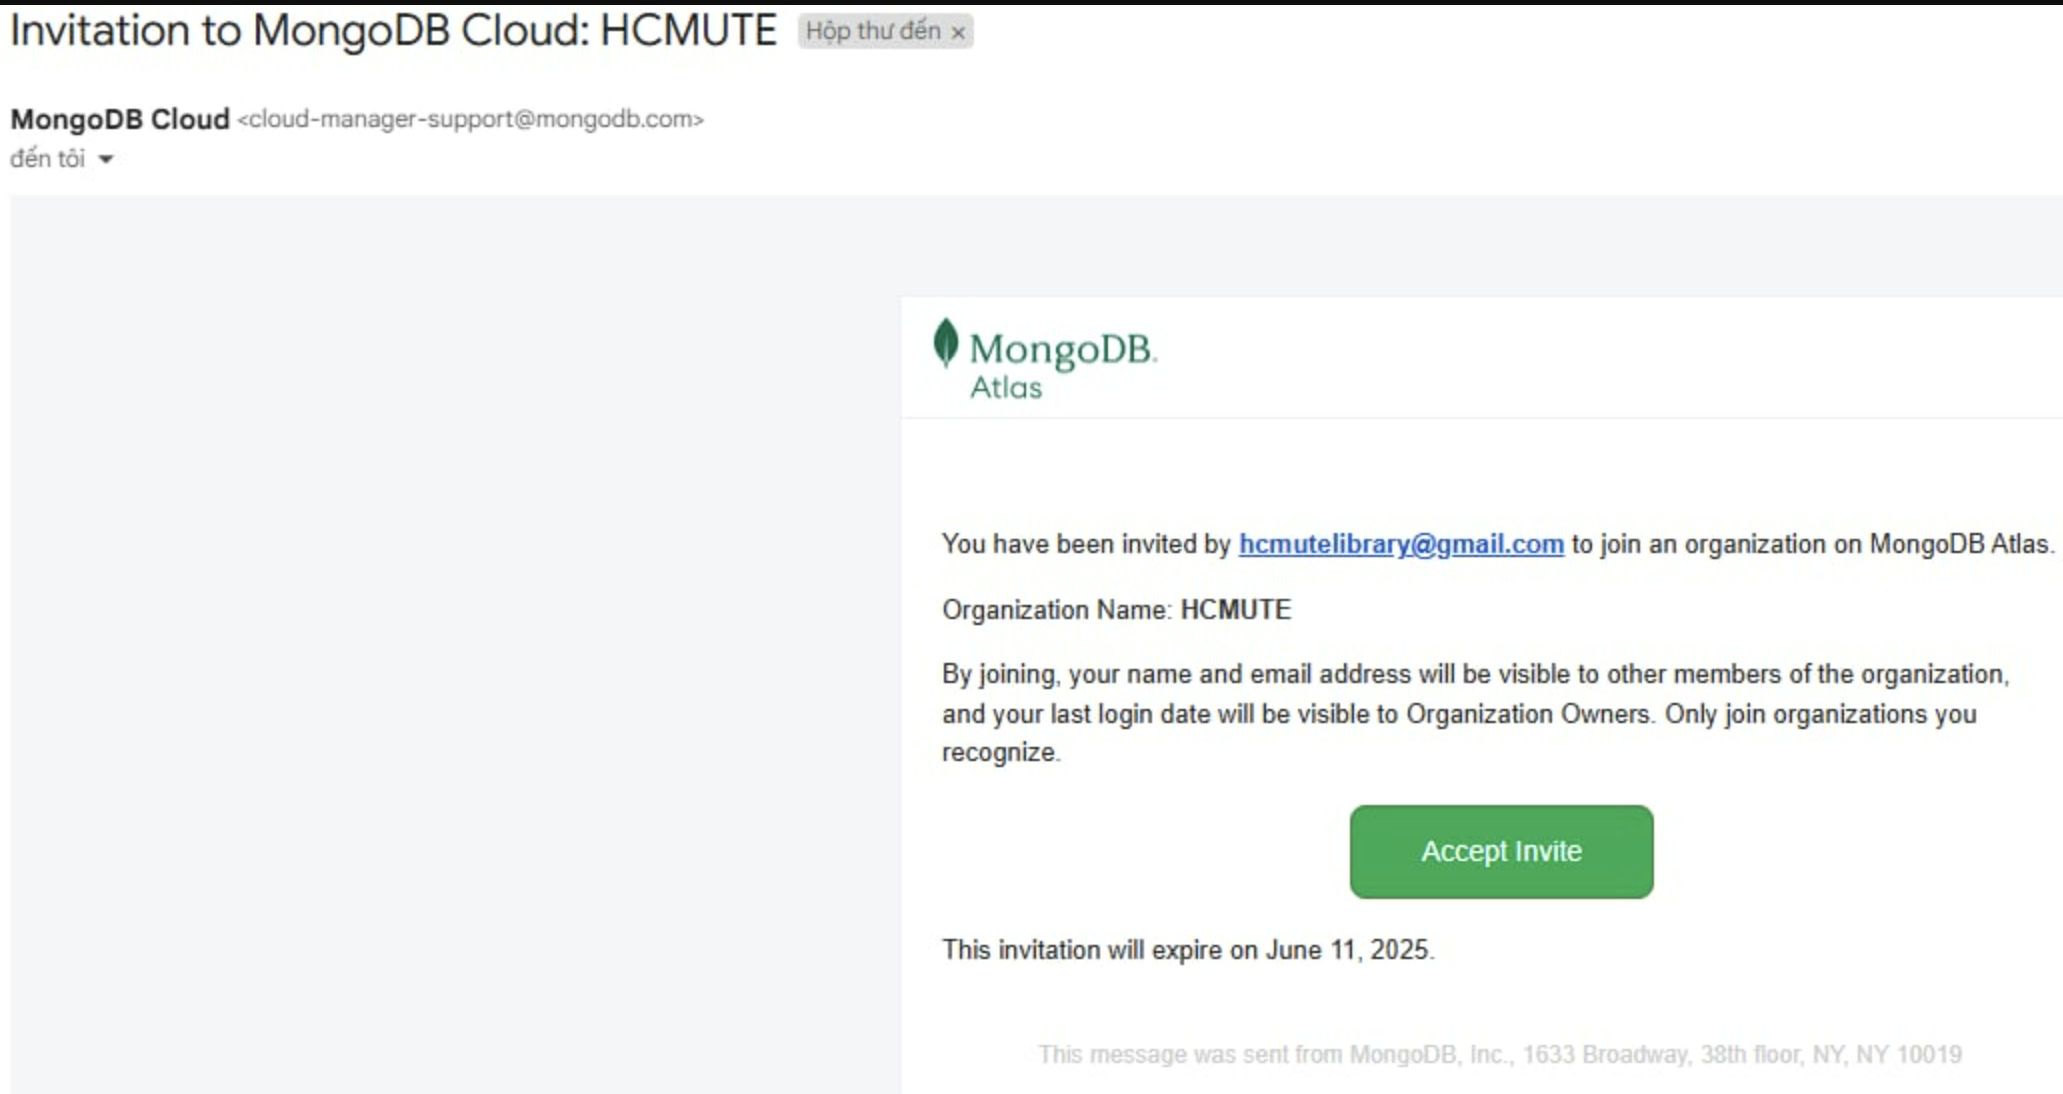 Invitation to MongoDB Cloud: HCMUTE Hộp thư đến ×
MongoDB Cloud <cloud-manager-support@mongodb.com>
đến tôi
MongoDB.
Atlas
You have been invited by hcmutelibrary@gmail.com to join an organization on MongoDB Atlas.
Organization Name: HCMUTE
By joining, your name and email address will be visible to other members of the organization,
and your last login date will be visible to Organization Owners. Only join organizations you
recognize.
Accept Invite
This invitation will expire on June 11, 2025.
This message was sent from MongoDB, Inc., 1633 Broadway, 38th floor, NY, NY 10019